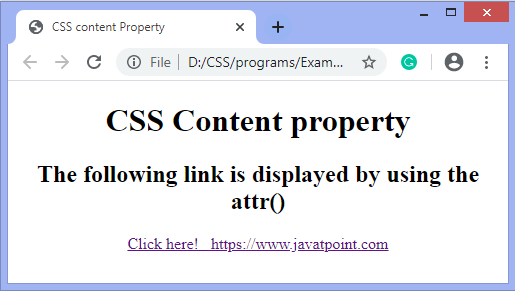 CSS content Property
File
D:/CSS/programs/Exam...
CSS Content property
The following link is displayed by using the
attr()
Click here!   https://www.javatpoint.com